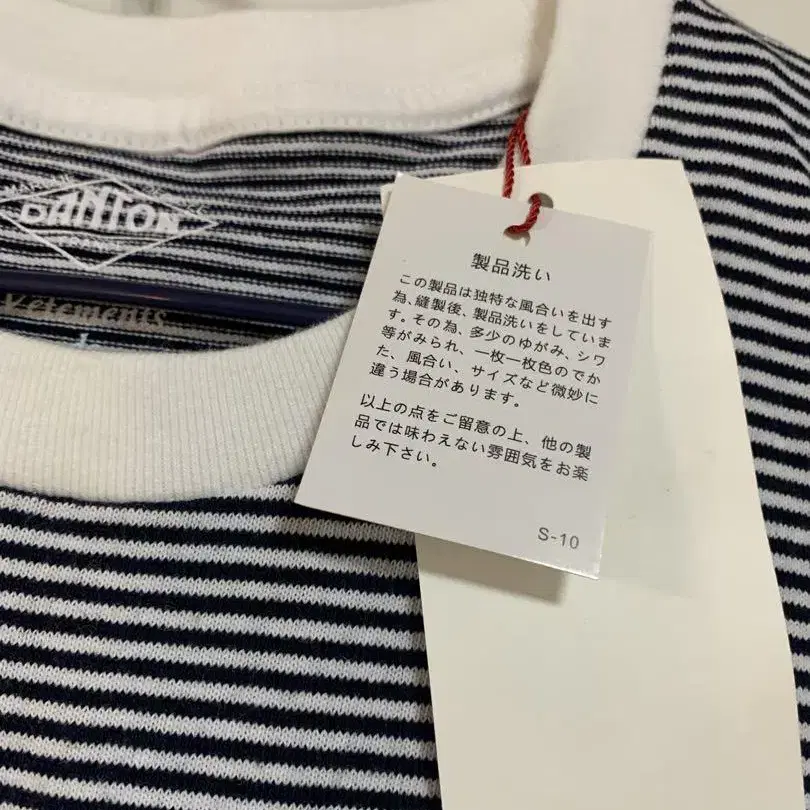 DANTON
Vêtements
製品洗い
この製品は独特な風合いを出す
為、縫製後、製品洗いをしていま
す。その為、多少のゆがみ、シワ
等がみられ、一枚一枚色のでか
た、風合い、サイズなど微妙に
違う場合があります。
以上の点をご留意の上、他の製
品では味わえない雰囲気をお楽
しみ下さい。
S-10